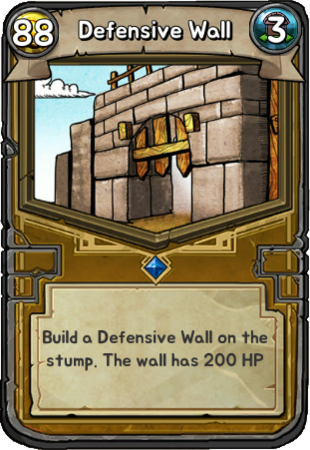 88 Defensive Wall 3
Build a Defensive Wall on the
stump. The wall has 200 HP